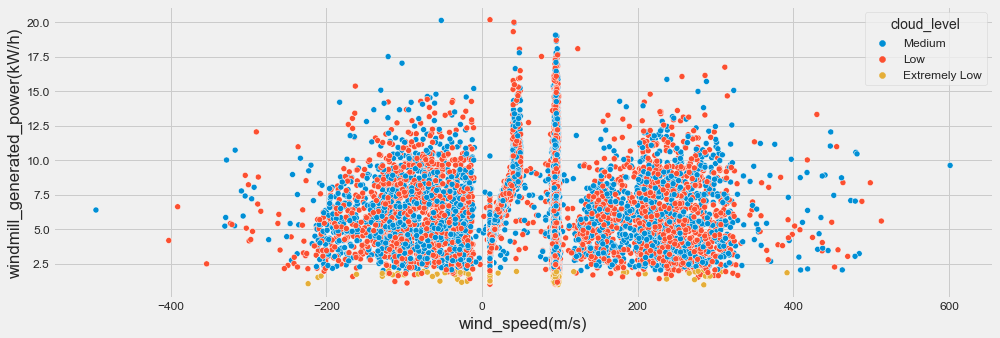 cloud_level
Medium
Low
Extremely Low
windmill_generated_power(kW/h)
20.0
17.5
15.0
12.5
10.0
7.5
5.0
2.5
−400
−200
0
200
400
600
wind_speed(m/s)